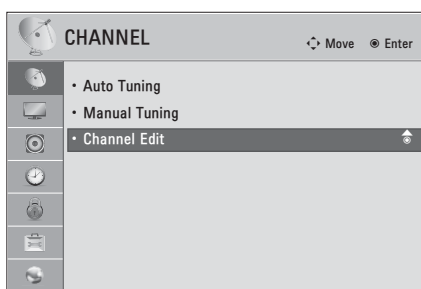 CHANNEL
Move Enter
• Auto Tuning
• Manual Tuning
• Channel Edit